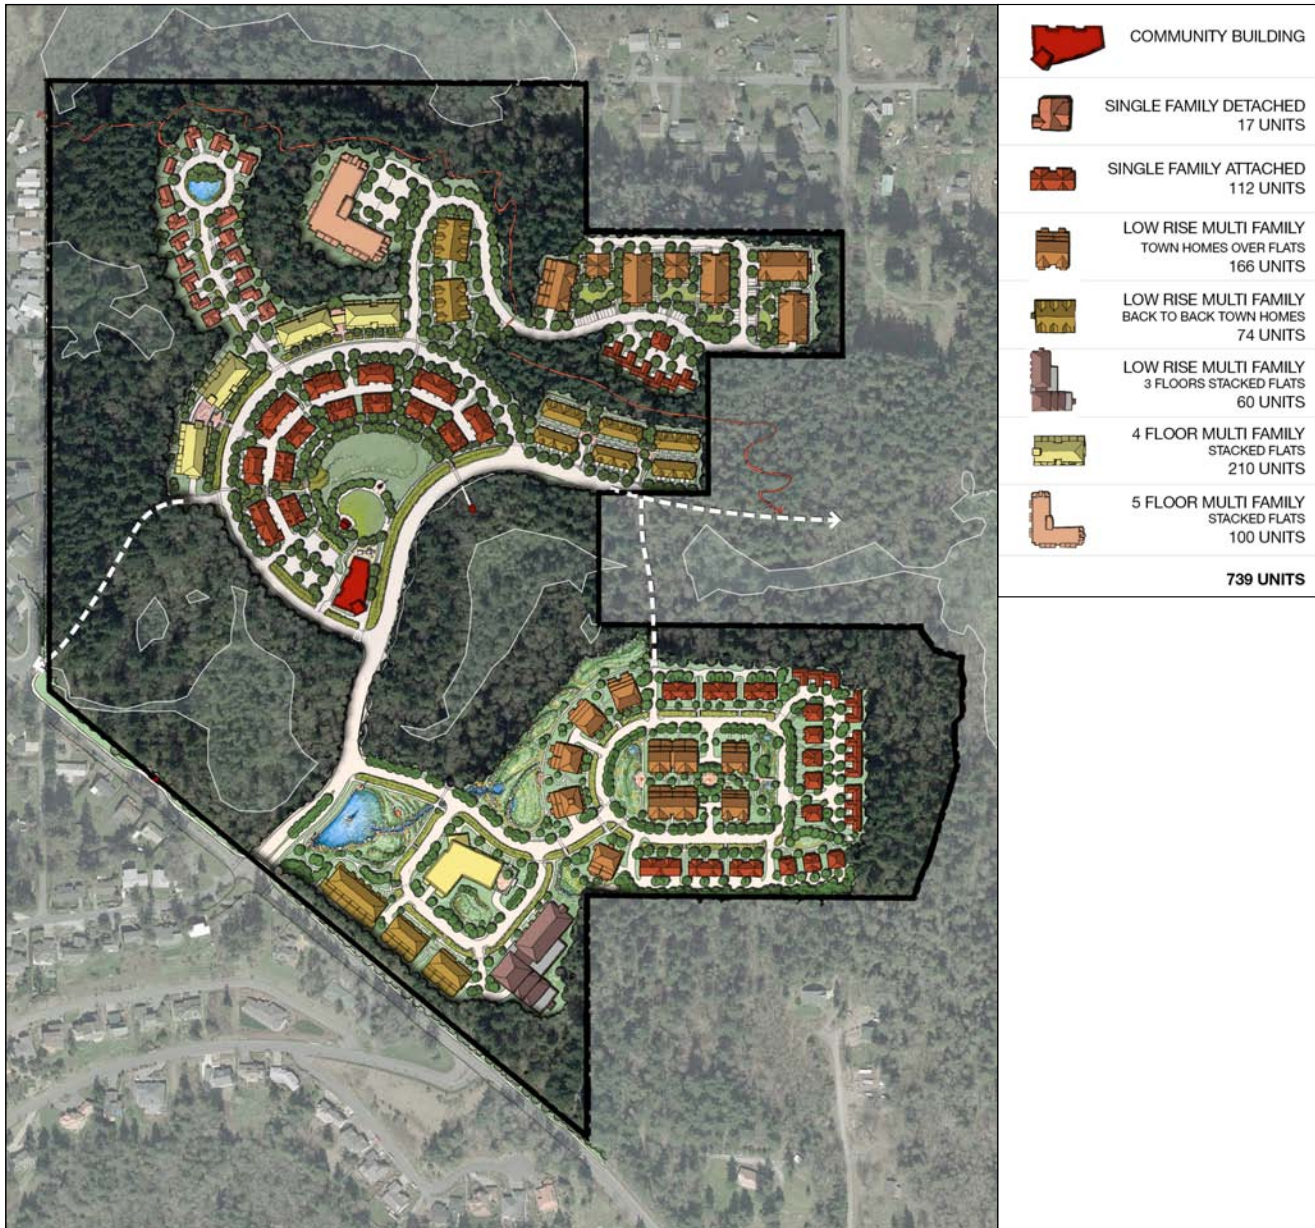 COMMUNITY BUILDING
SINGLE FAMILY DETACHED
17 UNITS
SINGLE FAMILY ATTACHED
112 UNITS
LOW RISE MULTI FAMILY
TOWN HOMES OVER FLATS
166 UNITS
LOW RISE MULTI FAMILY
BACK TO BACK TOWN HOMES
74 UNITS
LOW RISE MULTI FAMILY
3 FLOORS STACKED FLATS
60 UNITS
4 FLOOR MULTI FAMILY
STACKED FLATS
210 UNITS
5 FLOOR MULTI FAMILY
STACKED FLATS
100 UNITS
739 UNITS